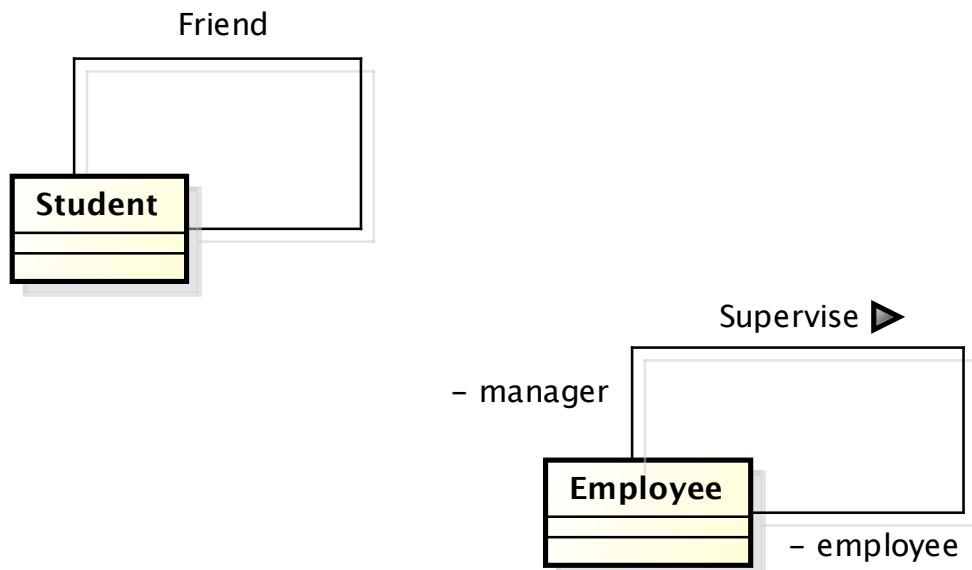 Friend
Student
Supervise
– manager
Employee
– employee